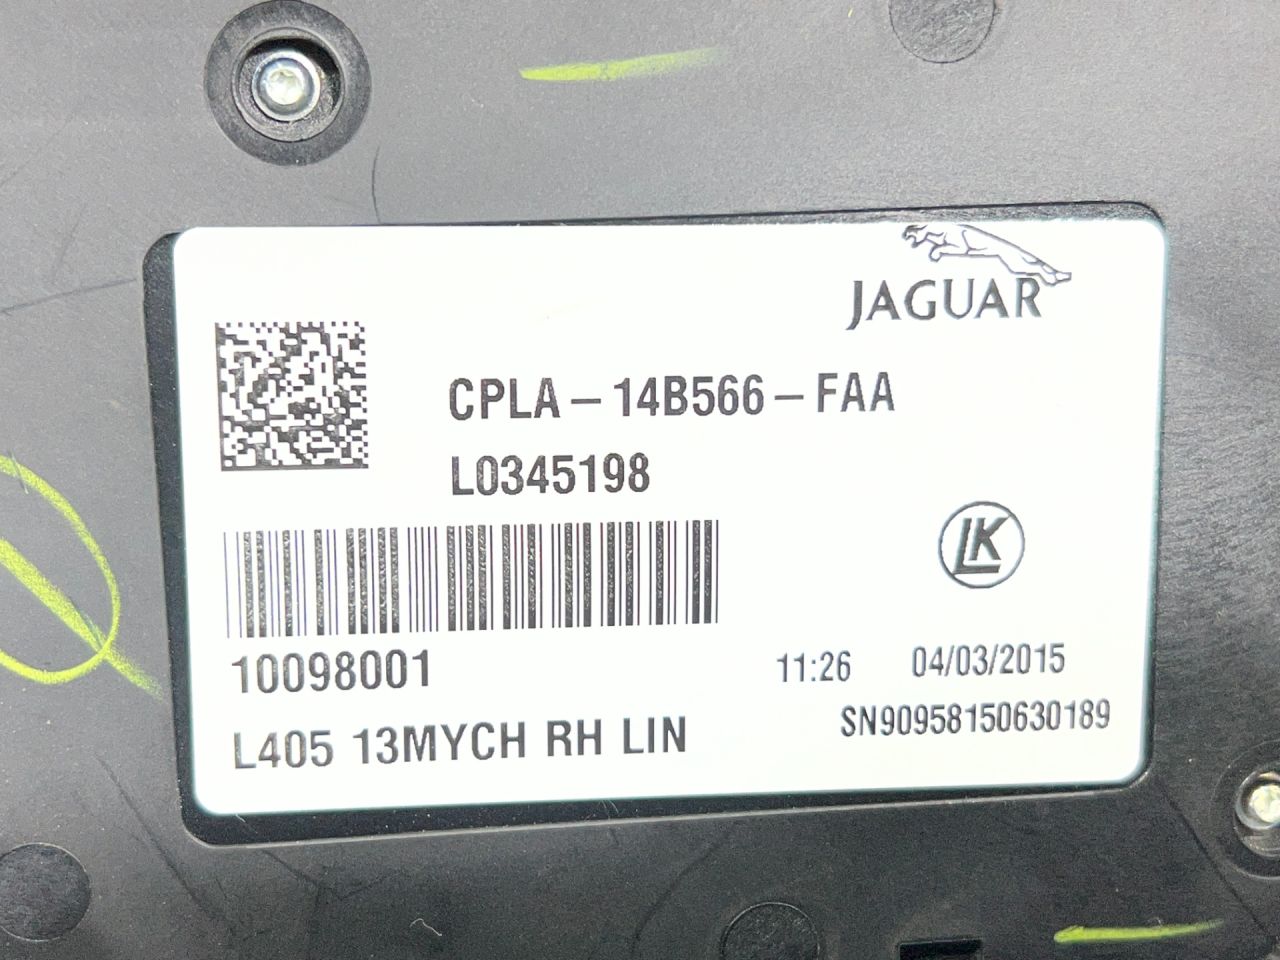 JAGUAR
CPLA-14B566-FAA
L0345198
LK
10098001
11:26 04/03/2015
L405 13MYCH RH LIN
SN90958150630189